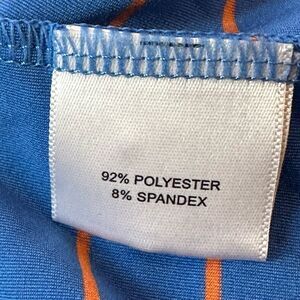 92% POLYESTER
8% SPANDEX